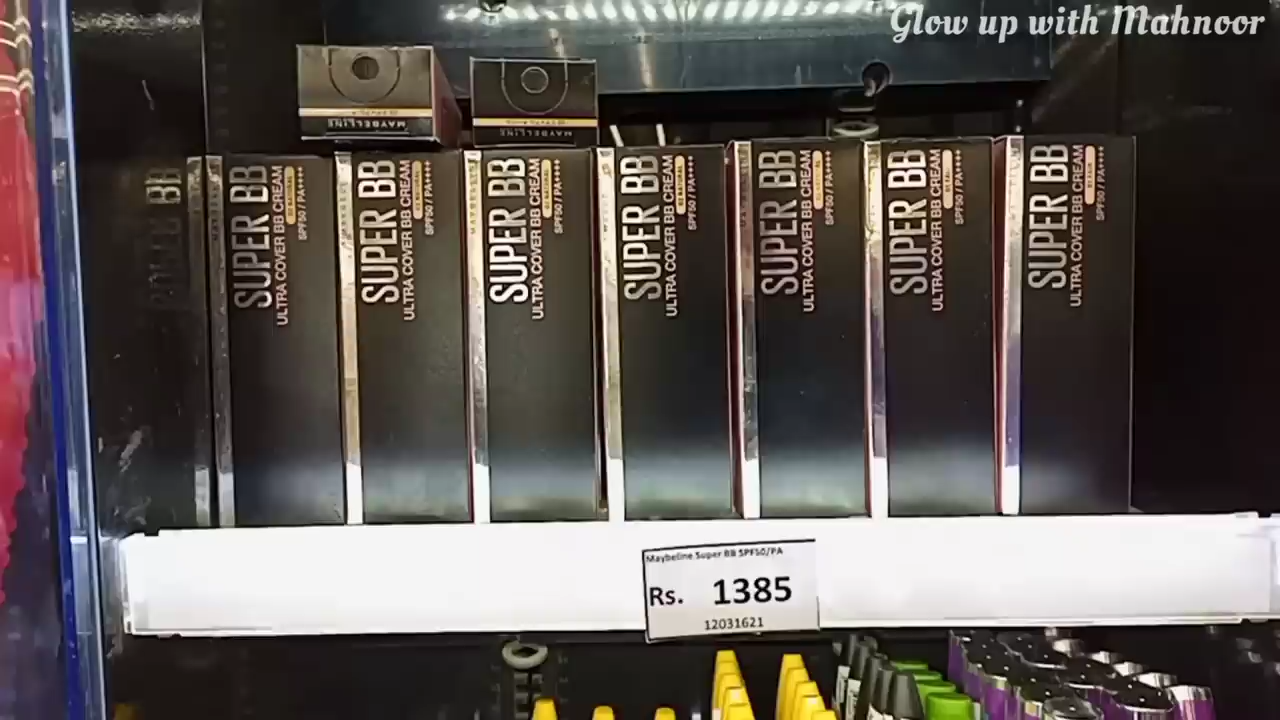 Glow up with Mahnoor
MAYBELLINE
MAYBELLINE
SUPER BB
SUPER BB
ULTRA COVER BB CREAM
SPF50 / PA++++
SUPER BB
ULTRA COVER BB CREAM
SPF50 / PA++++
SUPER BB
ULTRA COVER BB CREAM
SPF50 / PA++++
SUPER BB
ULTRA COVER BB CREAM
SPF50 / PA++++
SUPER BB
ULTRA COVER BB CREAM
SPF50 / PA++++
SUPER BB
ULTRA COVER BB CREAM
SPF50 / PA++++
SUPER BB
ULTRA COVER BB CREAM
SPF50 / PA++++
Maybeline Super BB SPF50/PA
Rs. 1385
12031621